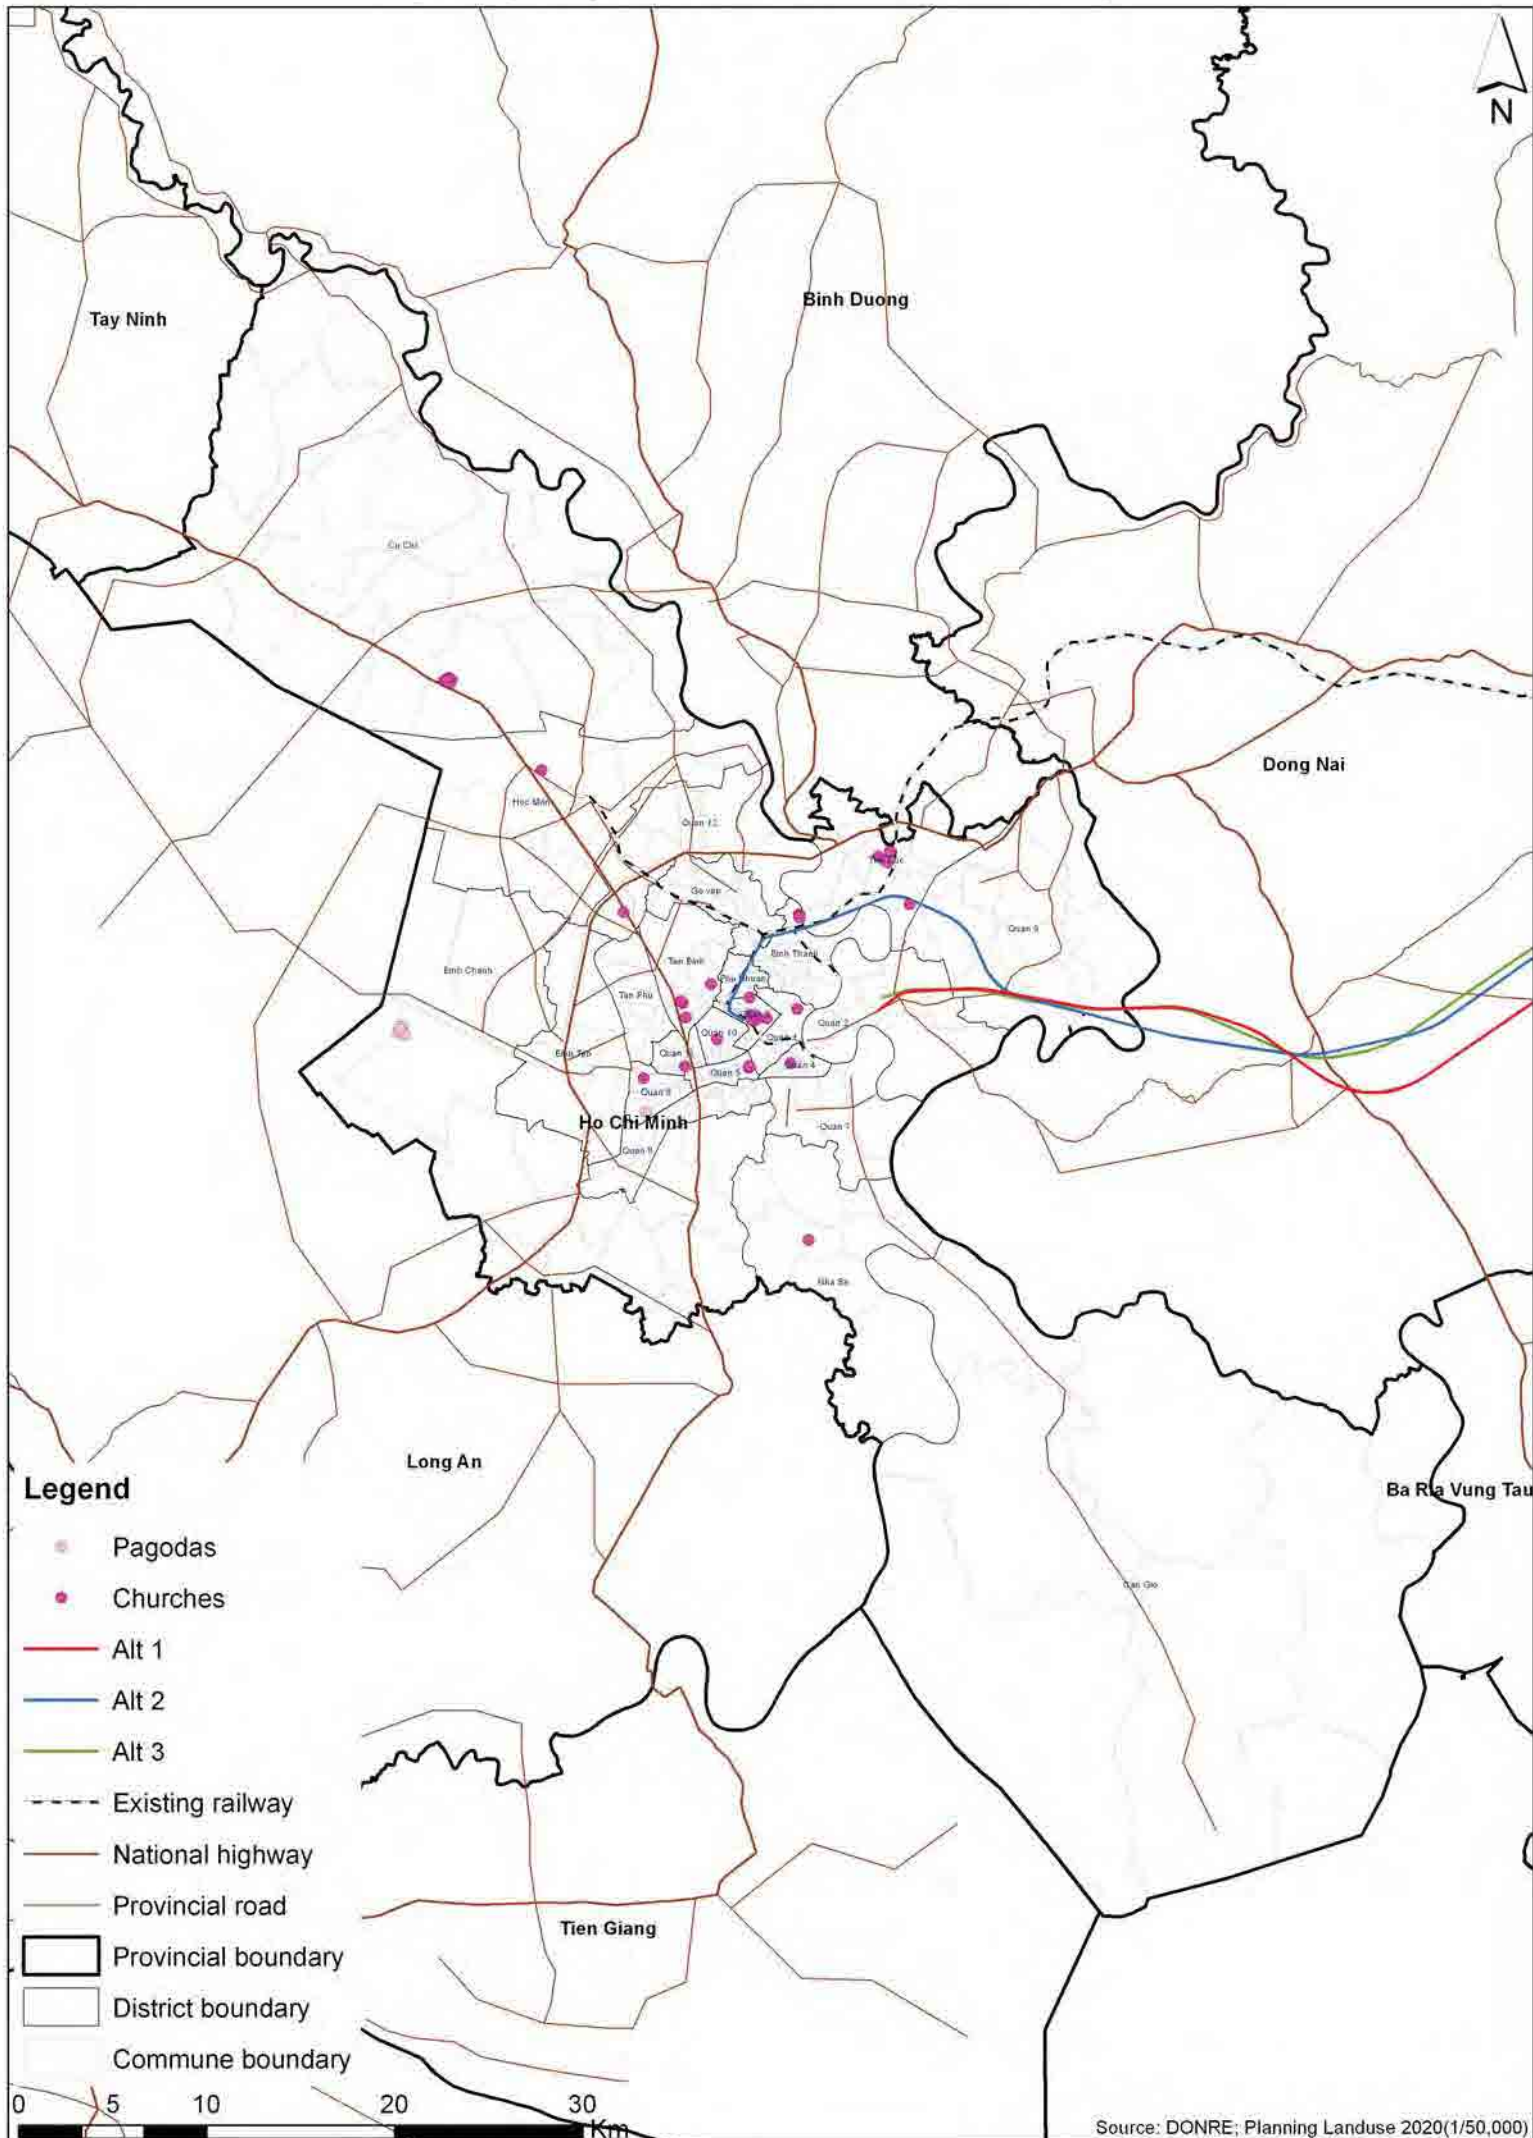 N
Binh Duong
Tay Ninh
Cu Chi
Dong Nai
Hoc Mon
Quan 12
Thu Duc
Go vap
Quan 9
Binh Thanh
Tan Binh
Binh Chanh
Phu Nhuan
Tan Phu
Quan 2
Quan 10
Quan 5
Quan 4
Ho Chi Minh
Quan 7
Nha Be
Long An
Legend
Ba Ria Vung Tau
Pagodas
Can Gio
Churches
Alt 1
Alt 2
Alt 3
Existing railway
National highway
Provincial road
Tien Giang
Provincial boundary
District boundary
Commune boundary
0 5 10 20 30
Km
Source: DONRE; Planning Landuse 2020(1/50,000)